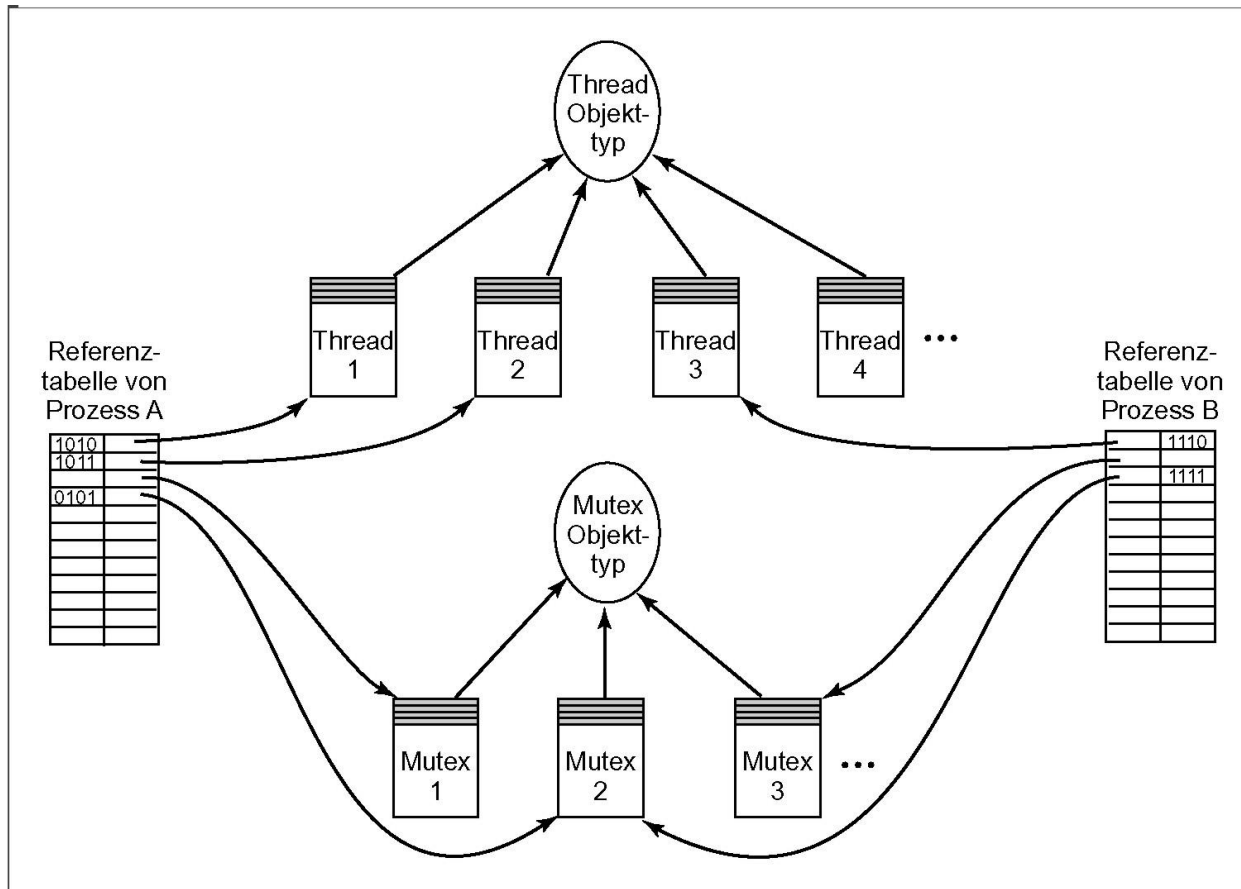 Thread
Objekt-
typ
Thread
1
Thread
2
Thread
3
Thread
4
...
Referenz-
tabelle von
Prozess A
1010
1011
0101
Referenz-
tabelle von
Prozess B
1110
1111
Mutex
Objekt-
typ
Mutex
1
Mutex
2
Mutex
3
...